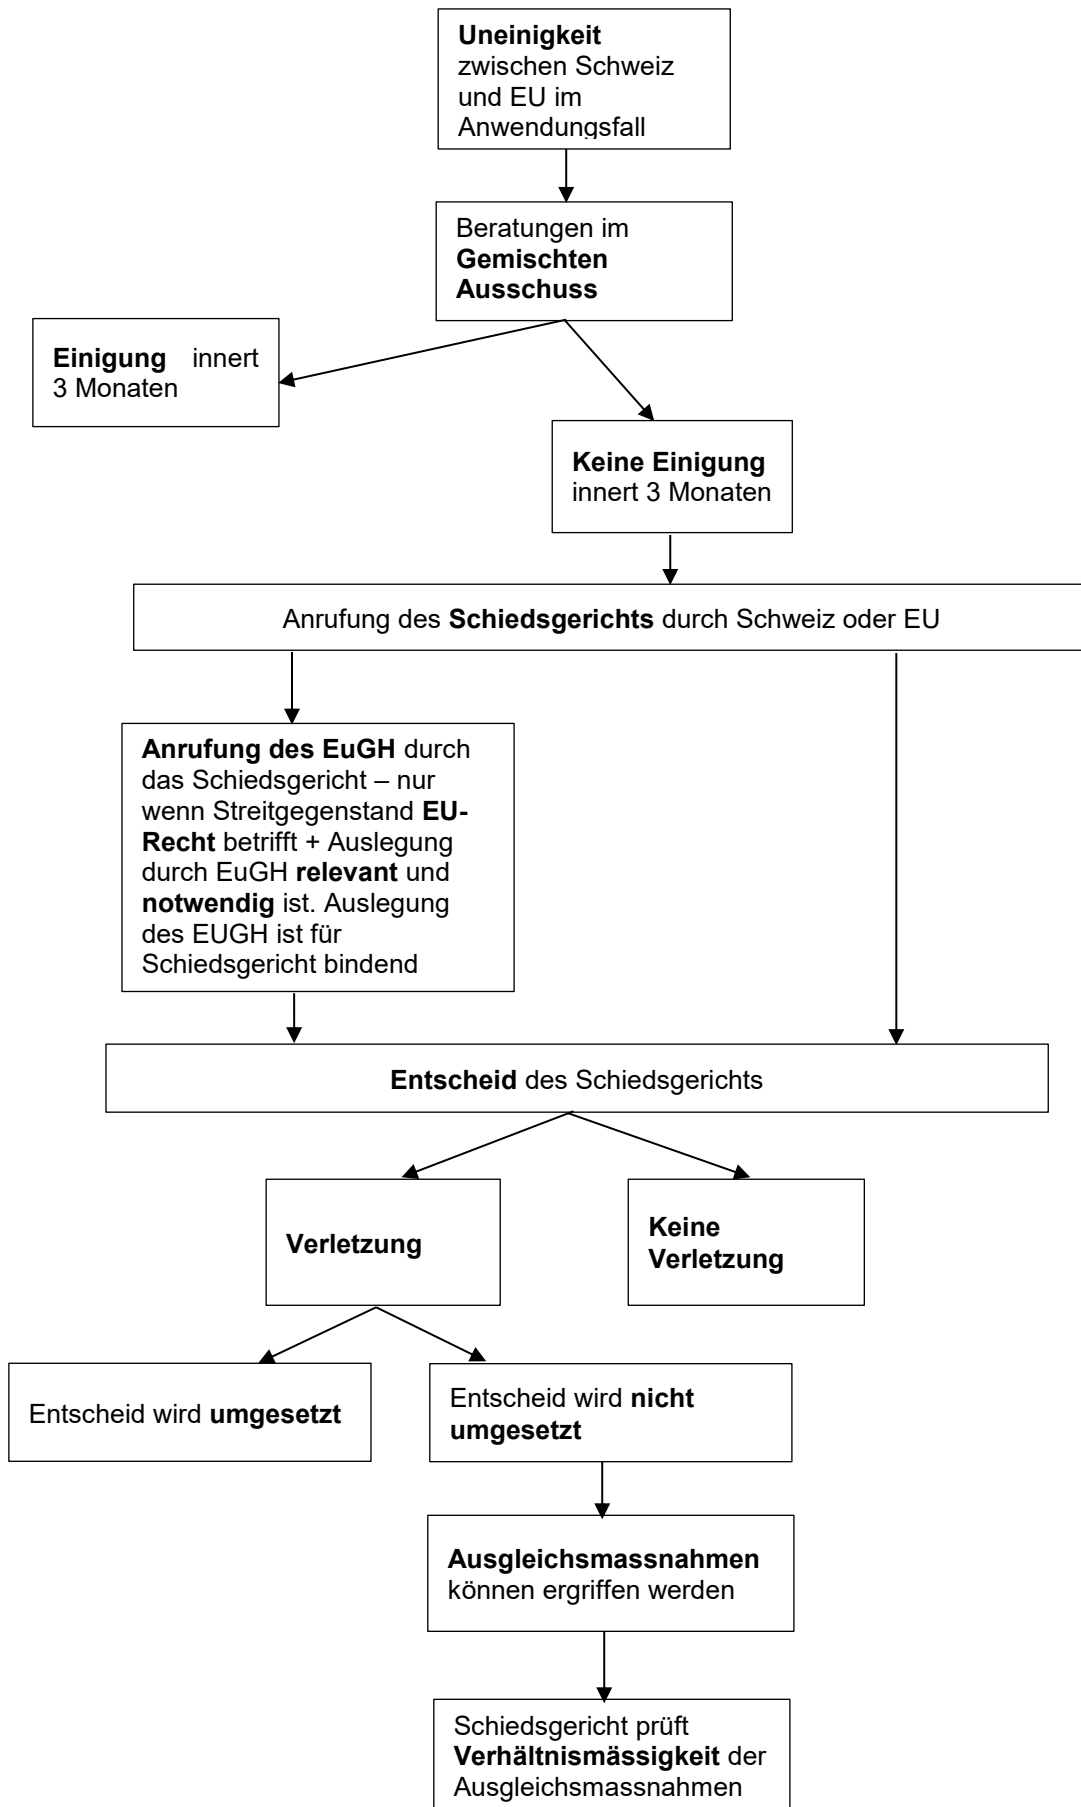 Uneinigkeit
zwischen Schweiz
und EU im
Anwendungsfall
Beratungen im
Gemischten
Ausschuss
Einigung innert
3 Monaten
Keine Einigung
innert 3 Monaten
Anrufung des Schiedsgerichts durch Schweiz oder EU
Anrufung des EuGH durch
das Schiedsgericht – nur
wenn Streitgegenstand EU-
Recht betrifft + Auslegung
durch EuGH relevant und
notwendig ist. Auslegung
des EUGH ist für
Schiedsgericht bindend
Entscheid des Schiedsgerichts
Verletzung
Keine
Verletzung
Entscheid wird umgesetzt
Entscheid wird nicht
umgesetzt
Ausgleichsmassnahmen
können ergriffen werden
Schiedsgericht prüft
Verhältnismässigkeit der
Ausgleichsmassnahmen